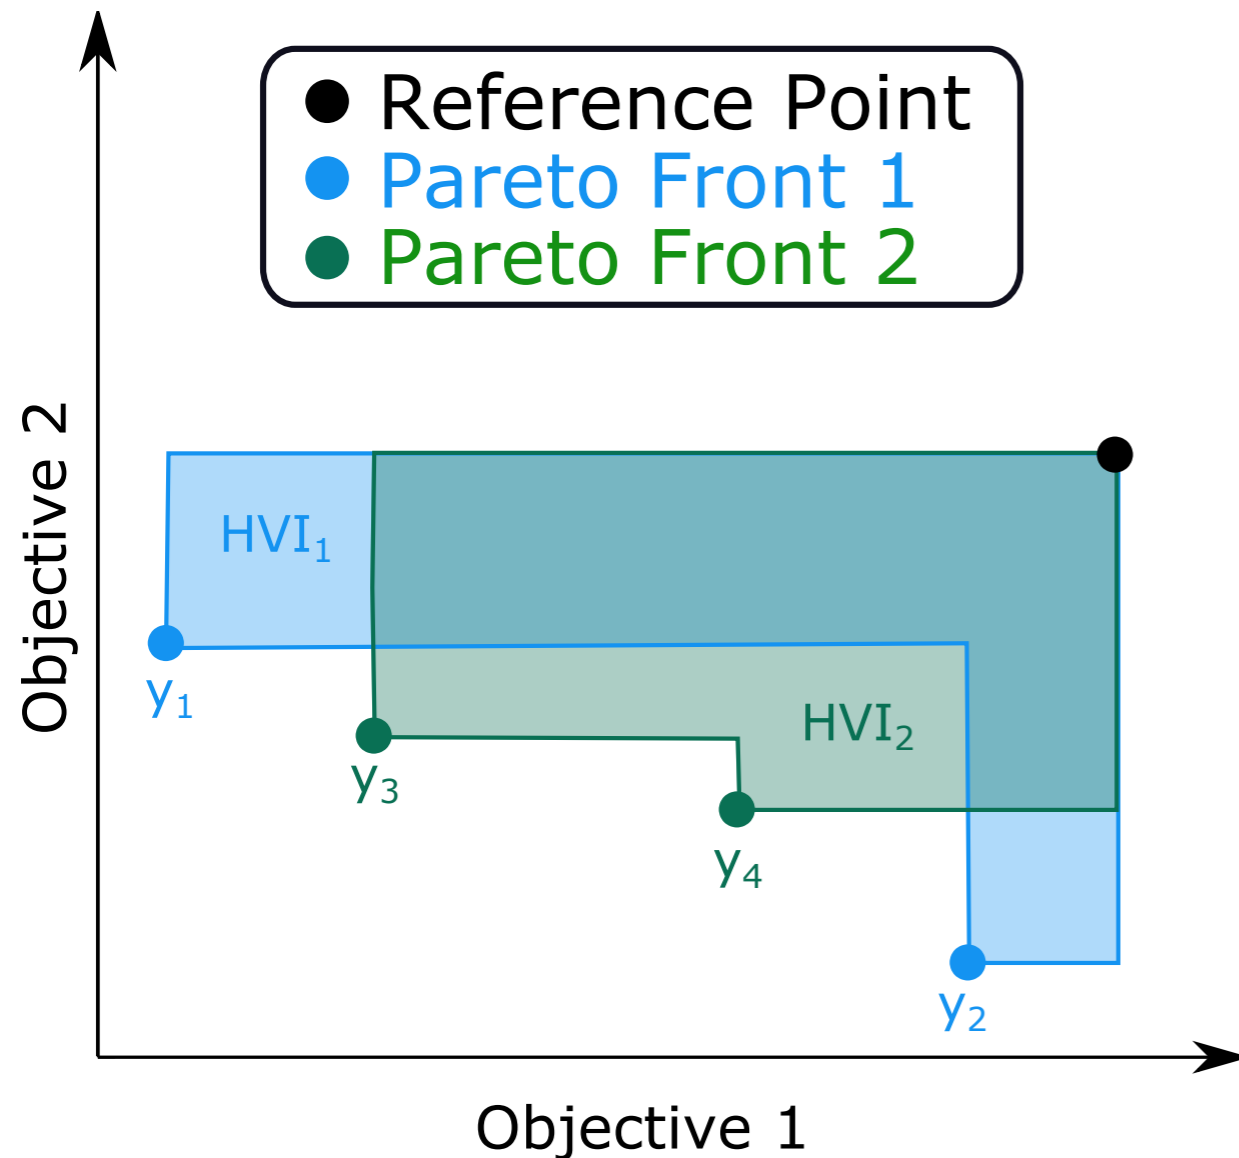 Reference Point
Pareto Front 1
Pareto Front 2
Objective 2
HVI₁
y₁
HVI₂
y₃
y₄
y₂
Objective 1